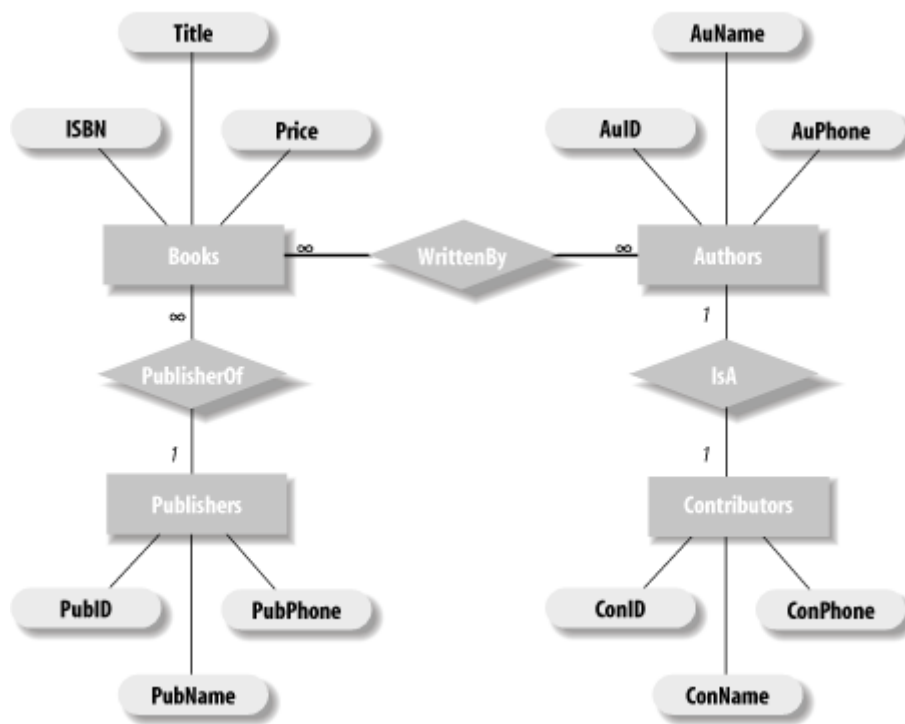 Title
AuName
ISBN
Price
AuID
AuPhone
Books
∞
WrittenBy
∞
Authors
∞
1
PublisherOf
IsA
1
1
Publishers
Contributors
PubID
PubPhone
ConID
ConPhone
PubName
ConName